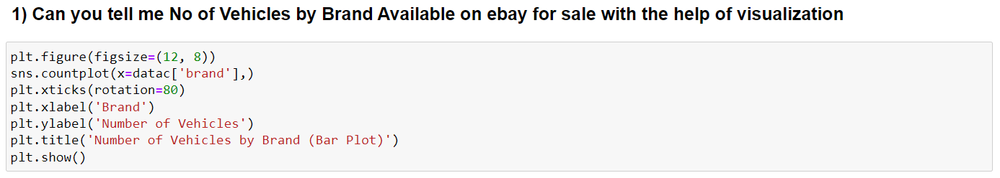 1) Can you tell me No of Vehicles by Brand Available on ebay for sale with the help of visualization
plt.figure(figsize=(12, 8))
sns.countplot(x=datac['brand'],)
plt.xticks(rotation=80)
plt.xlabel('Brand')
plt.ylabel('Number of Vehicles')
plt.title('Number of Vehicles by Brand (Bar Plot)')
plt.show()